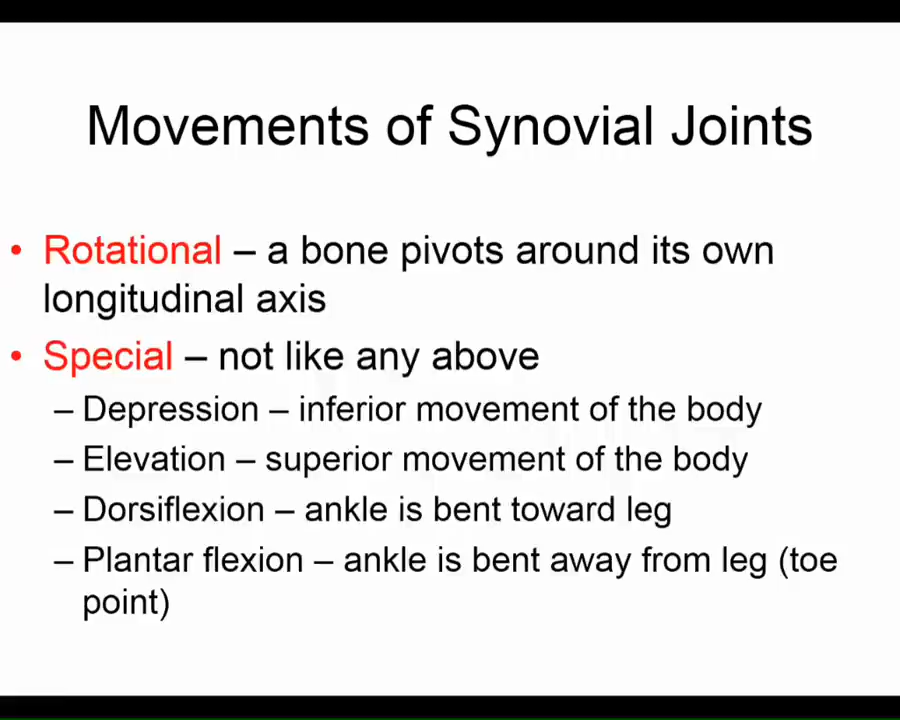 Movements of Synovial Joints
• Rotational – a bone pivots around its own
longitudinal axis
• Special – not like any above
– Depression – inferior movement of the body
– Elevation – superior movement of the body
– Dorsiflexion – ankle is bent toward leg
– Plantar flexion – ankle is bent away from leg (toe
point)